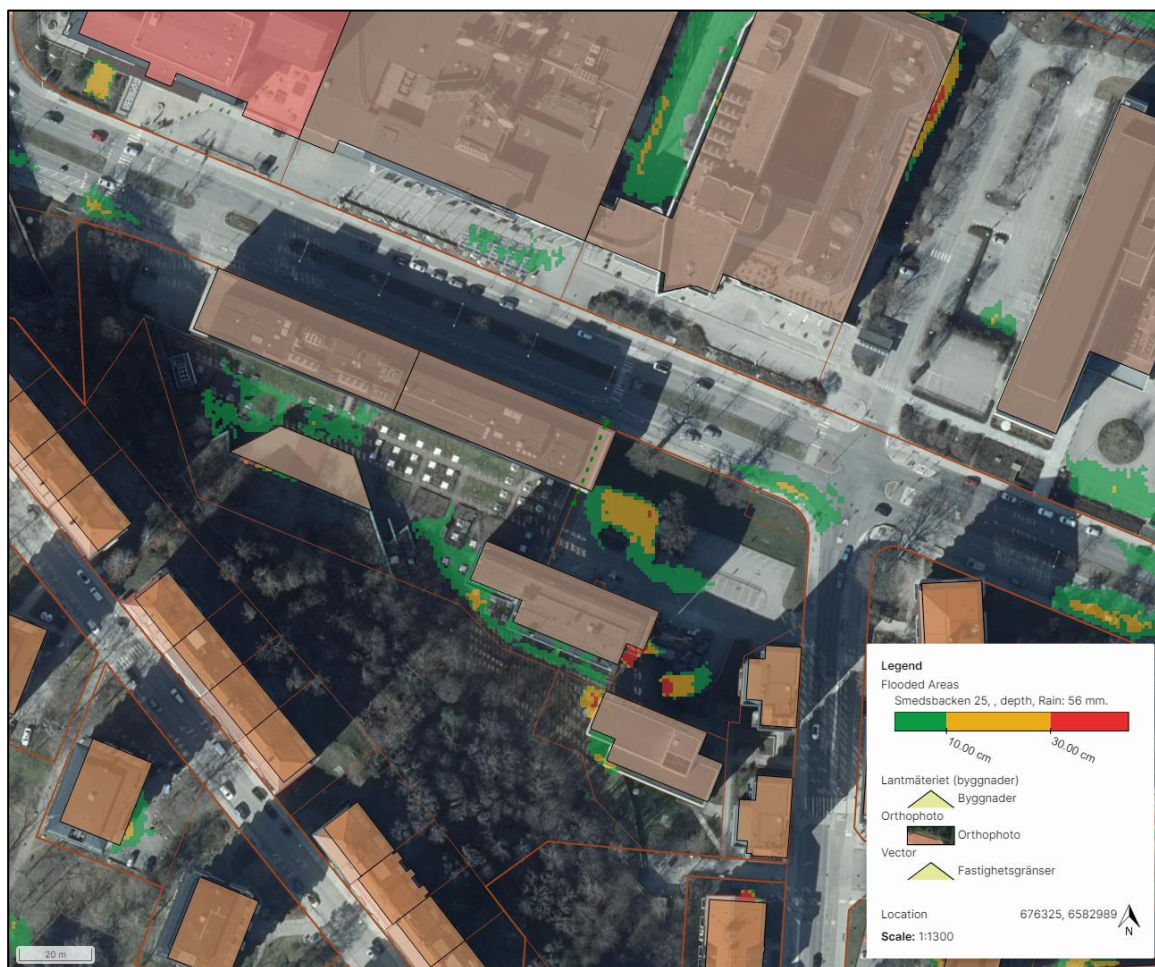 Legend
Flooded Areas
Smedsbacken 25, , depth, Rain: 56 mm.
10.00 cm
30.00 cm
Lantmäteriet (byggnader)
Byggnader
Orthophoto
Orthophoto
Vector
Fastighetsgränser
Location 676325, 6582989
N
Scale: 1:1300
20 m